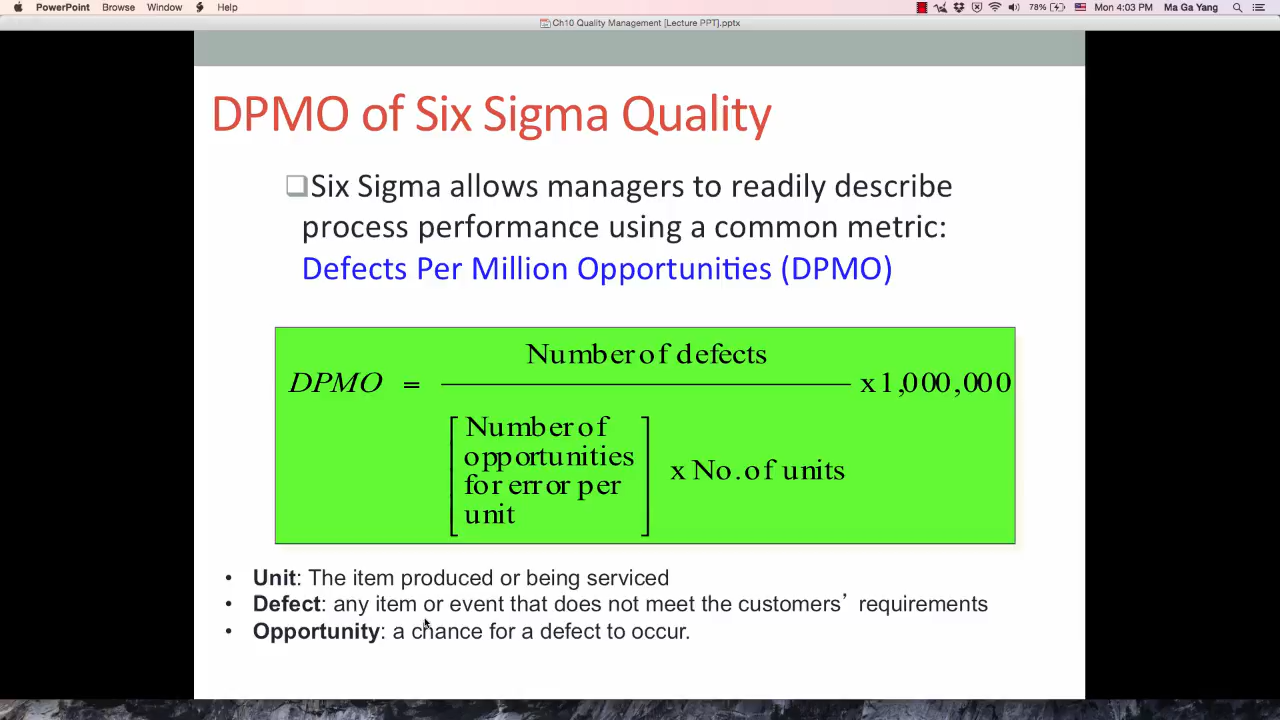 PowerPoint Browse Window Help 78% Mon 4:03 PM Ma Ga Yang
Ch10 Quality Management [Lecture PPT].pptx
DPMO of Six Sigma Quality
Six Sigma allows managers to readily describe
process performance using a common metric:
Defects Per Million Opportunities (DPMO)
Number of defects
DPMO = x 1,000,000
Number of
opportunities
for error per
unit
x No. of units
• Unit: The item produced or being serviced
• Defect: any item or event that does not meet the customers’ requirements
• Opportunity: a chance for a defect to occur.